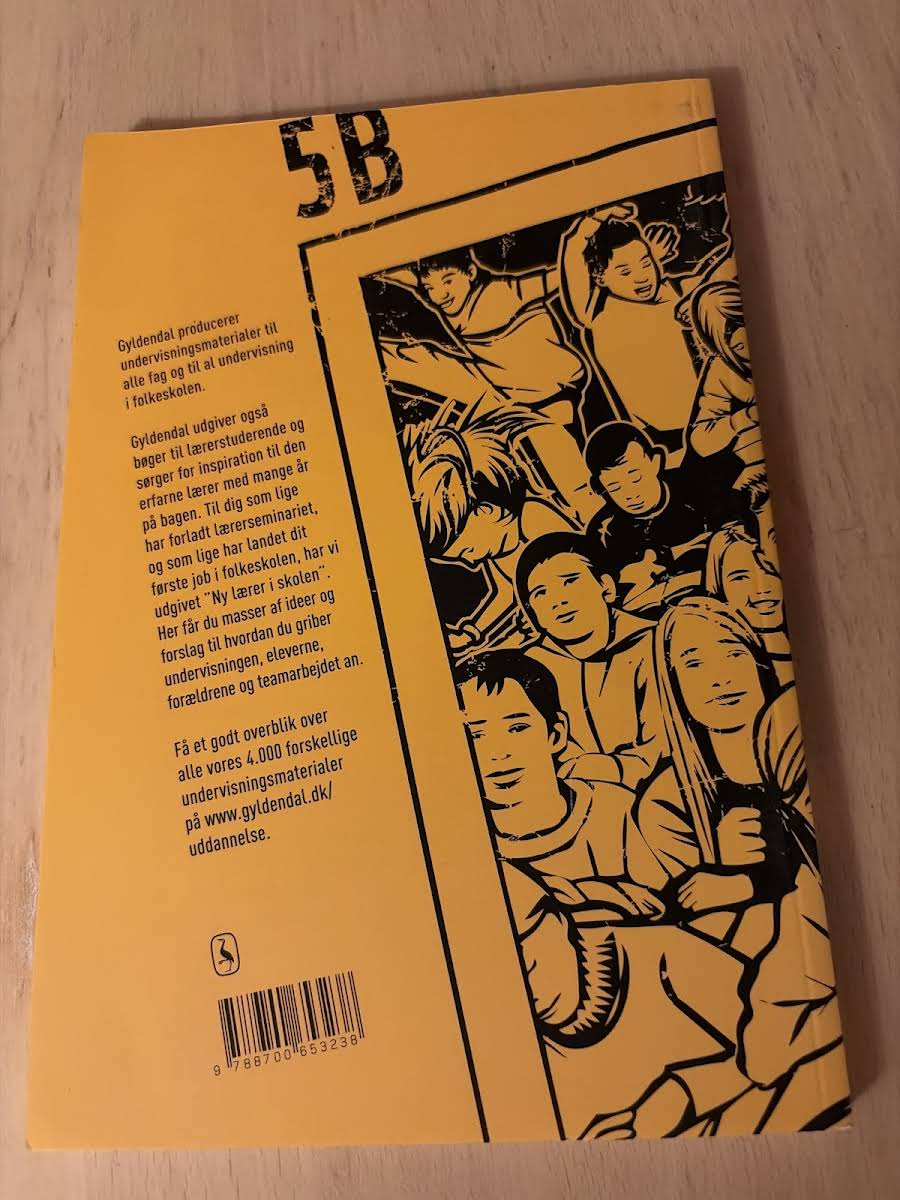 5B
Gyldendal producerer
undervisningsmaterialer til
alle fag og til al undervisning
i folkeskolen.
Gyldendal udgiver også
bøger til lærerstuderende og
sørger for inspiration til den
erfarne lærer med mange år
på bagen. Til dig som lige
har forladt lærerseminariet,
og som lige har landet dit
første job i folkeskolen, har vi
udgivet "Ny lærer i skolen".
Her får du masser af ideer og
forslag til hvordan du griber
undervisningen, eleverne,
forældrene og teamarbejdet an.
Få et godt overblik over
alle vores 4.000 forskellige
undervisningsmaterialer
på www.gyldendal.dk/
uddannelse.
9 788700 653238